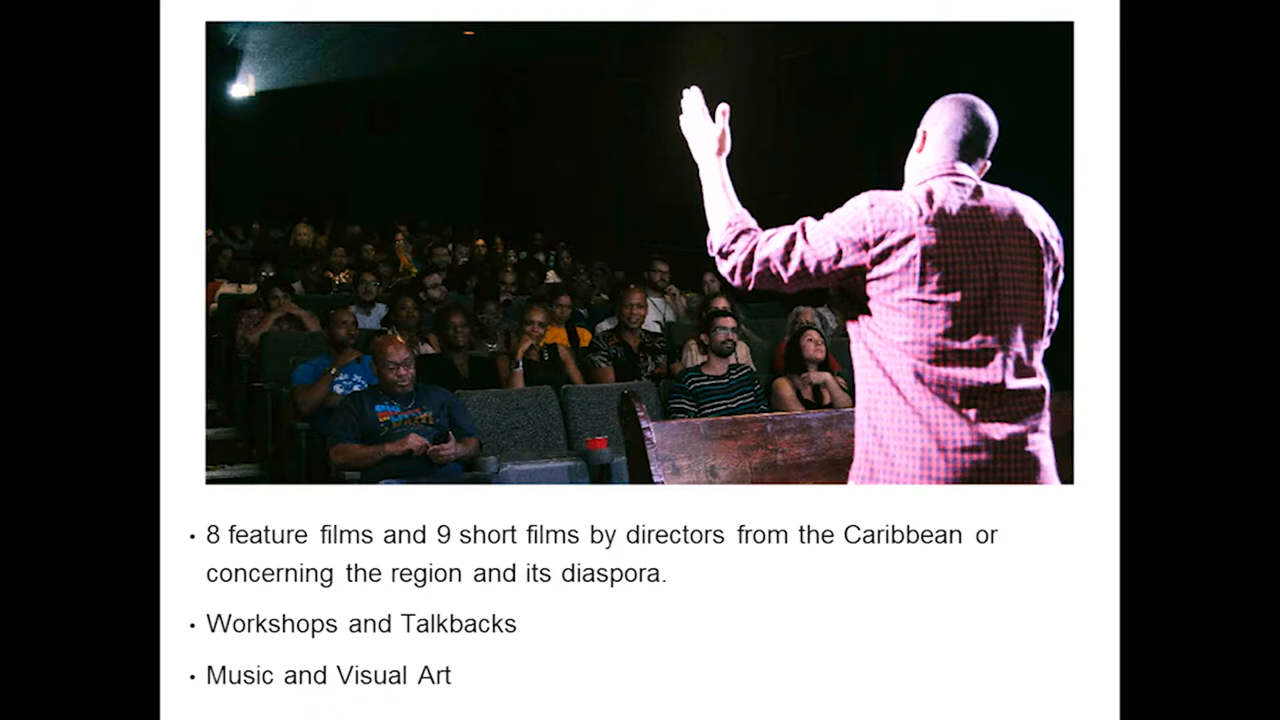 • 8 feature films and 9 short films by directors from the Caribbean or
concerning the region and its diaspora.
• Workshops and Talkbacks
• Music and Visual Art